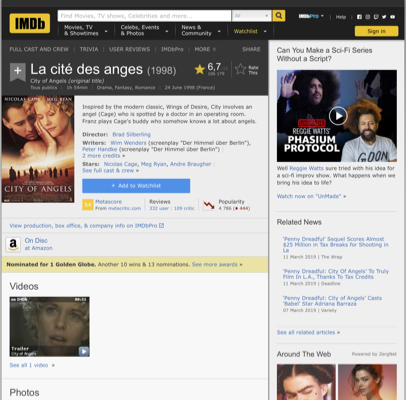 IMDb
Find Movies, TV shows, Celebrities and more...
All
IMDbPro
Help
Movies, TV
& Showtimes
Celebs, Events
& Photos
News &
Community
Watchlist
Sign in
FULL CAST AND CREW
TRIVIA
USER REVIEWS
IMDbPro
MORE
SHARE
La cité des anges (1998)
City of Angels (original title)
Tous publics | 1h 54min | Drama, Fantasy, Romance | 24 June 1998 (France)
6,7
/10
Rate
This
NICOLAS CAGE MEG RYAN
CITY OF ANGELS
Inspired by the modern classic, Wings of Desire, City involves
an angel (Cage) who is spotted by a doctor in an operating room.
Franz plays Cage's buddy who somehow knows a lot about angels.
Director: Brad Silberling
Writers: Wim Wenders (screenplay "Der Himmel über Berlin"),
Peter Handke (screenplay "Der Himmel über Berlin") |
2 more credits »
Stars: Nicolas Cage, Meg Ryan, Andre Braugher |
See full cast & crew »
+ Add to Watchlist
54
Metascore
From metacritic.com
Reviews
332 user | 109 critic
Popularity
View production, box office, & company info on IMDbPro
a
On Disc
at Amazon
Nominated for 1 Golden Globe. Another 10 wins & 13 nominations. See more awards »
Videos
on IMDb
Trailer
City of Angels
See all 1 video »
Photos
Can You Make a Sci-Fi Series
Without a Script?
REGGIE WATTS'
PHASIUM
PROTOCOL
Well Reggie Watts sure tried with his idea for
a sci-fi improv show. What happens when we
bring his idea to life?
Watch now on "UnMade" »
Related News
'Penny Dreadful' Sequel Scores Almost
$25 Million in Tax Breaks for Shooting in
La
11 March 2019 | The Wrap
'Penny Dreadful: City Of Angels' To Truly
Film In L.A., Thanks To Tax Credits
11 March 2019 | Deadline
'Penny Dreadful: City of Angels' Casts
'Babel' Star Adriana Barraza
07 March 2019 | Variety
See all related articles »
Around The Web
Powered by ZergNet